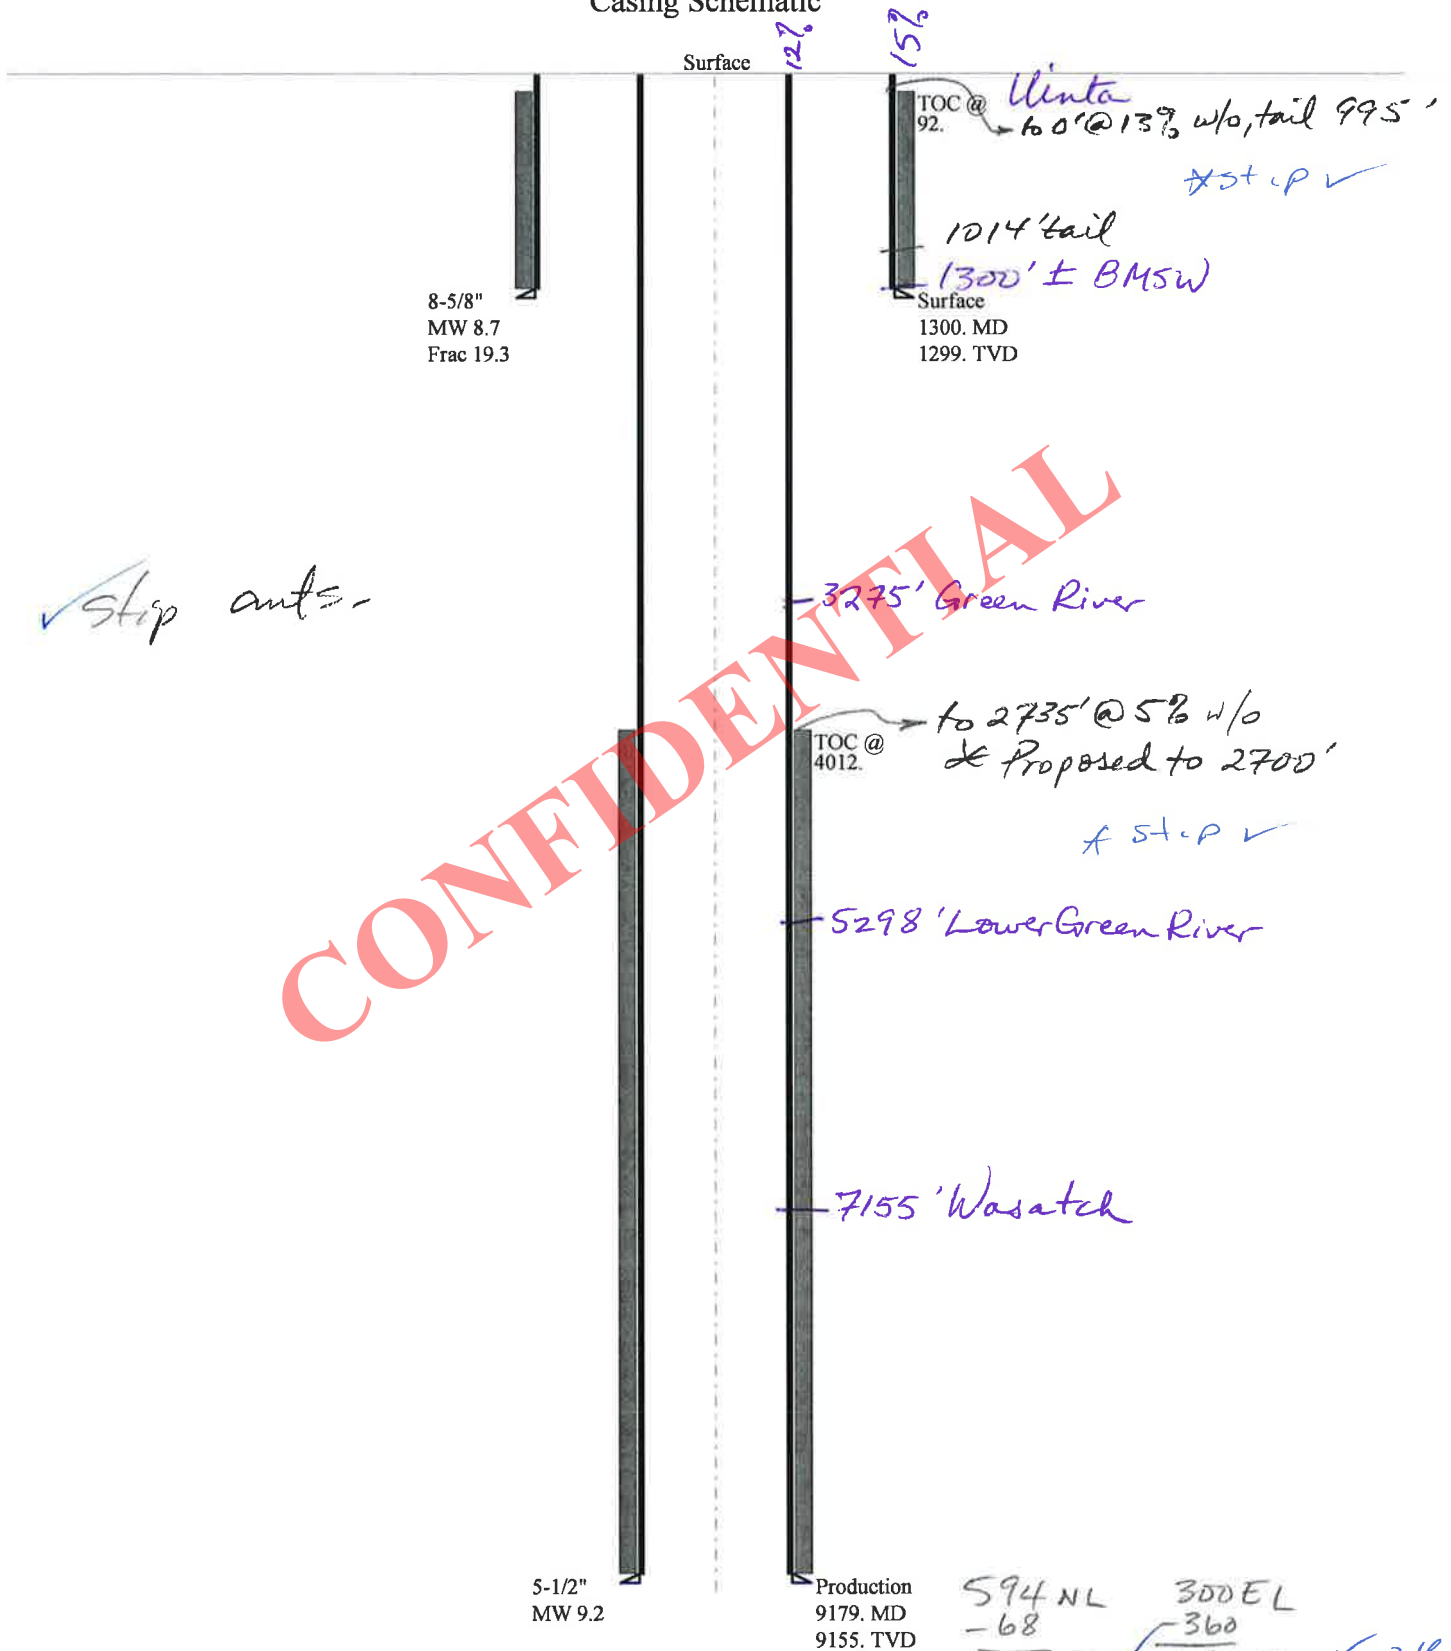 Casing Schematic
12%
15%
Surface
Uinta
TOC @
92.
to 0' @ 13% w/o, tail 995'
*stip ✓
1014' tail
1300' ± BMSW
8-5/8"
MW 8.7
Frac 19.3
Surface
1300. MD
1299. TVD
✓ Stip
3275' Green River
to 2735' @ 5% w/o
TOC @
4012.
* Proposed to 2700'
* stip ✓
CONFIDENTIAL
5298' Lower Green River
7155' Wasatch
5-1/2"
MW 9.2
Production
9179. MD
9155. TVD
594 NL
-68
300 EL
-360